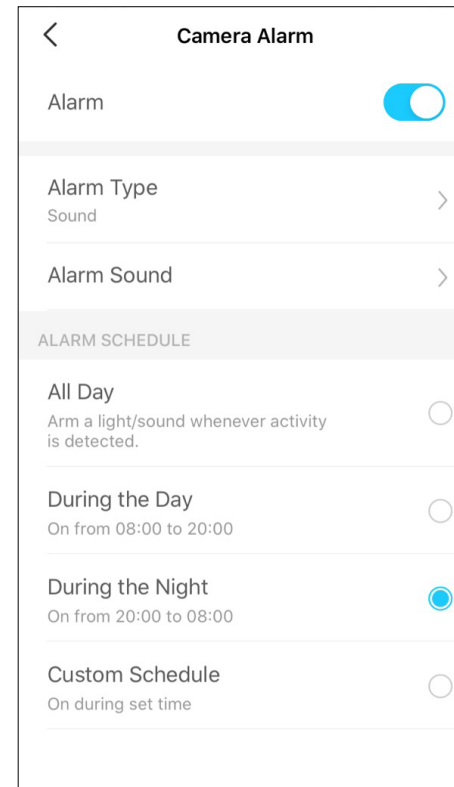 Camera Alarm
Alarm
Alarm Type
Sound
Alarm Sound
ALARM SCHEDULE
All Day
Arm a light/sound whenever activity
is detected.
During the Day
On from 08:00 to 20:00
During the Night
On from 20:00 to 08:00
Custom Schedule
On during set time